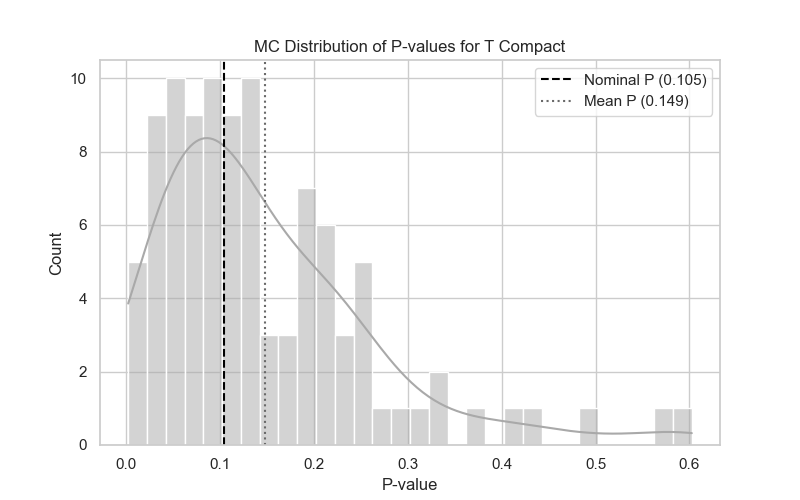 MC Distribution of P-values for T Compact
Nominal P (0.105)
Mean P (0.149)
10
8
6
4
2
0
Count
0.0 0.1 0.2 0.3 0.4 0.5 0.6
P-value